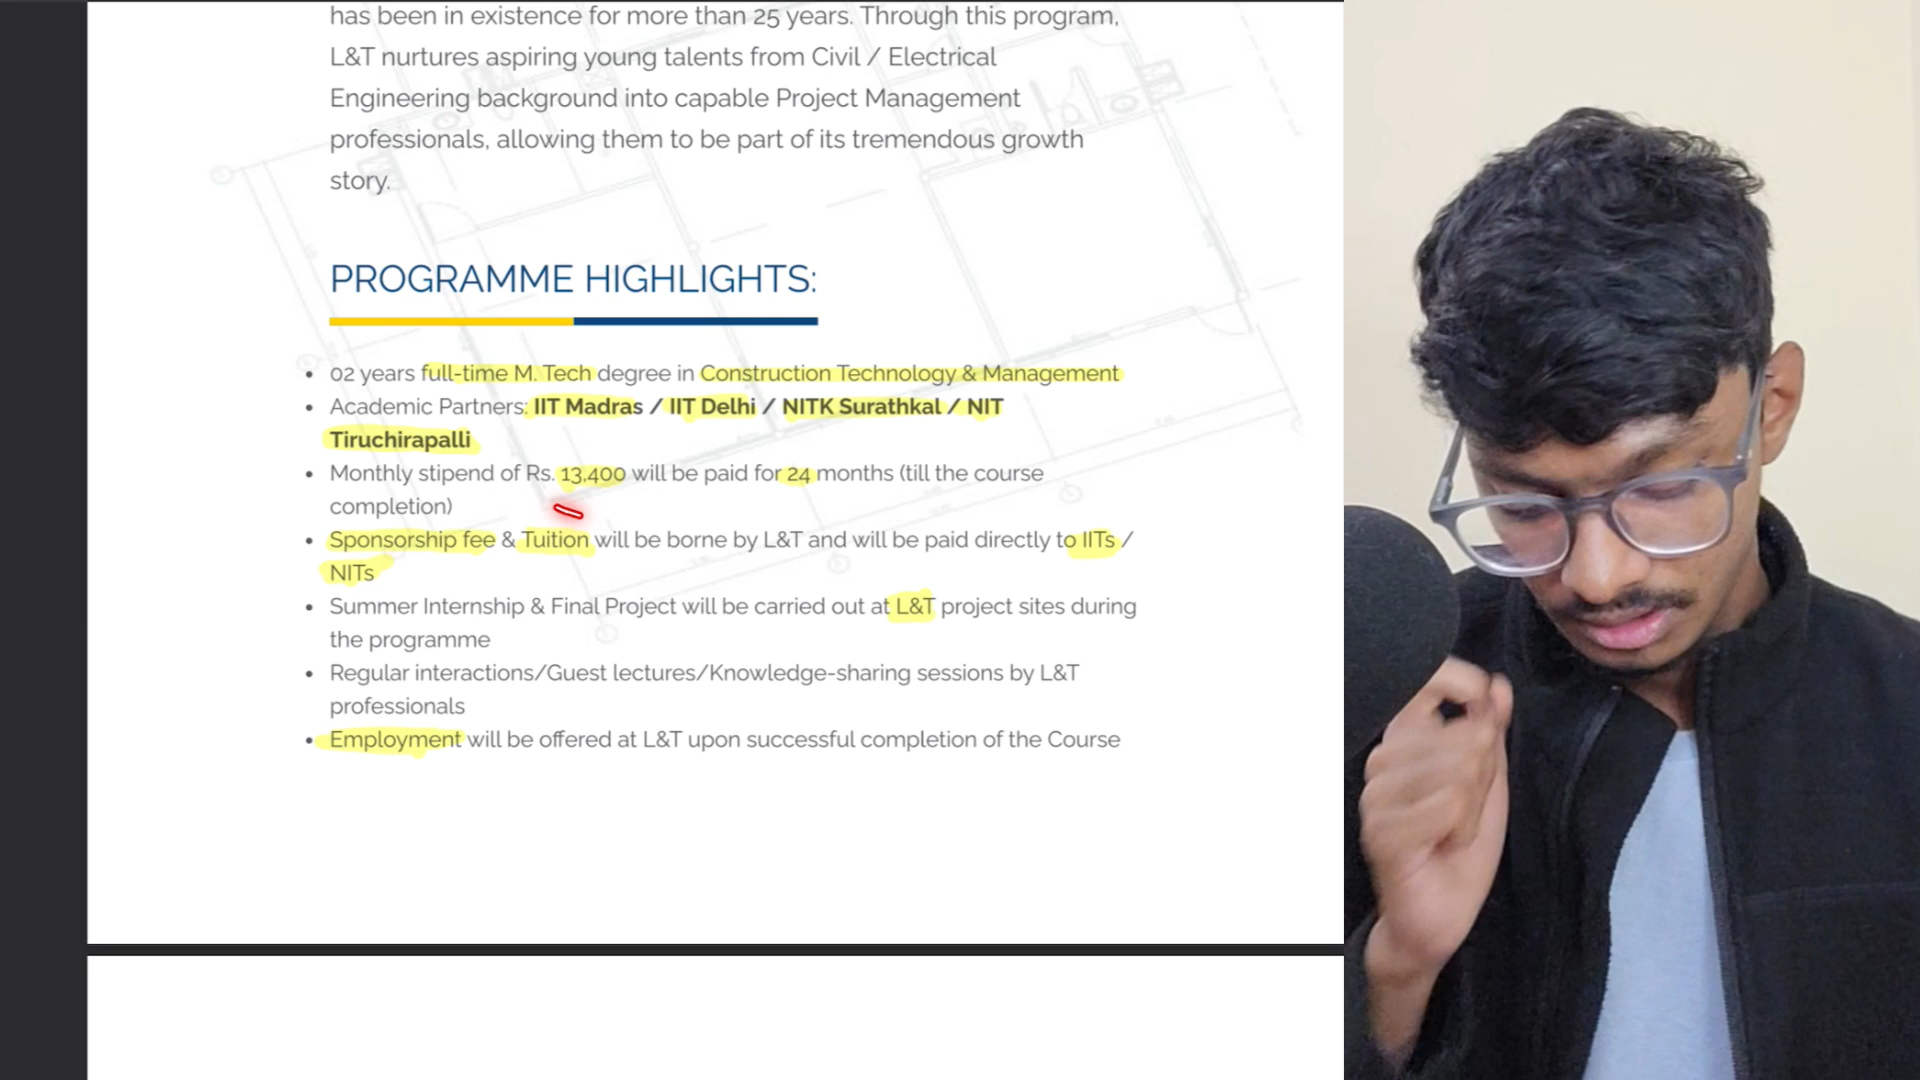 has been in existence for more than 25 years. Through this program,
L&T nurtures aspiring young talents from Civil / Electrical
Engineering background into capable Project Management
professionals, allowing them to be part of its tremendous growth
story.
PROGRAMME HIGHLIGHTS:
• 02 years full-time M. Tech degree in Construction Technology & Management
• Academic Partners: IIT Madras / IIT Delhi / NITK Surathkal / NIT
Tiruchirapalli
• Monthly stipend of Rs. 13,400 will be paid for 24 months (till the course
completion)
• Sponsorship fee & Tuition will be borne by L&T and will be paid directly to IITs /
NITs
• Summer Internship & Final Project will be carried out at L&T project sites during
the programme
• Regular interactions/Guest lectures/Knowledge-sharing sessions by L&T
professionals
• Employment will be offered at L&T upon successful completion of the Course